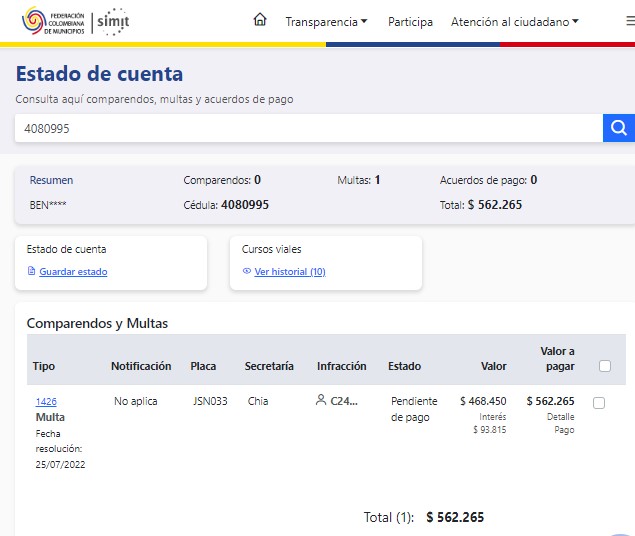 FEDERACIÓN
COLOMBIANA
DE MUNICIPIOS
simit
Transparencia
Participa
Atención al ciudadano
Estado de cuenta
Consulta aquí comparendos, multas y acuerdos de pago
4080995
Resumen Comparendos: 0 Multas: 1 Acuerdos de pago: 0
BEN**** Cédula: 4080995 Total: $ 562.265
Estado de cuenta
Guardar estado
Cursos viales
Ver historial (10)
Comparendos y Multas
Tipo Notificación Placa Secretaría Infracción Estado Valor Valor a pagar
1426 No aplica JSN033 Chia C24... Pendiente $ 468.450 $ 562.265
Multa de pago Interés Detalle
Fecha $ 93.815 Pago
resolución:
25/07/2022
Total (1): $ 562.265